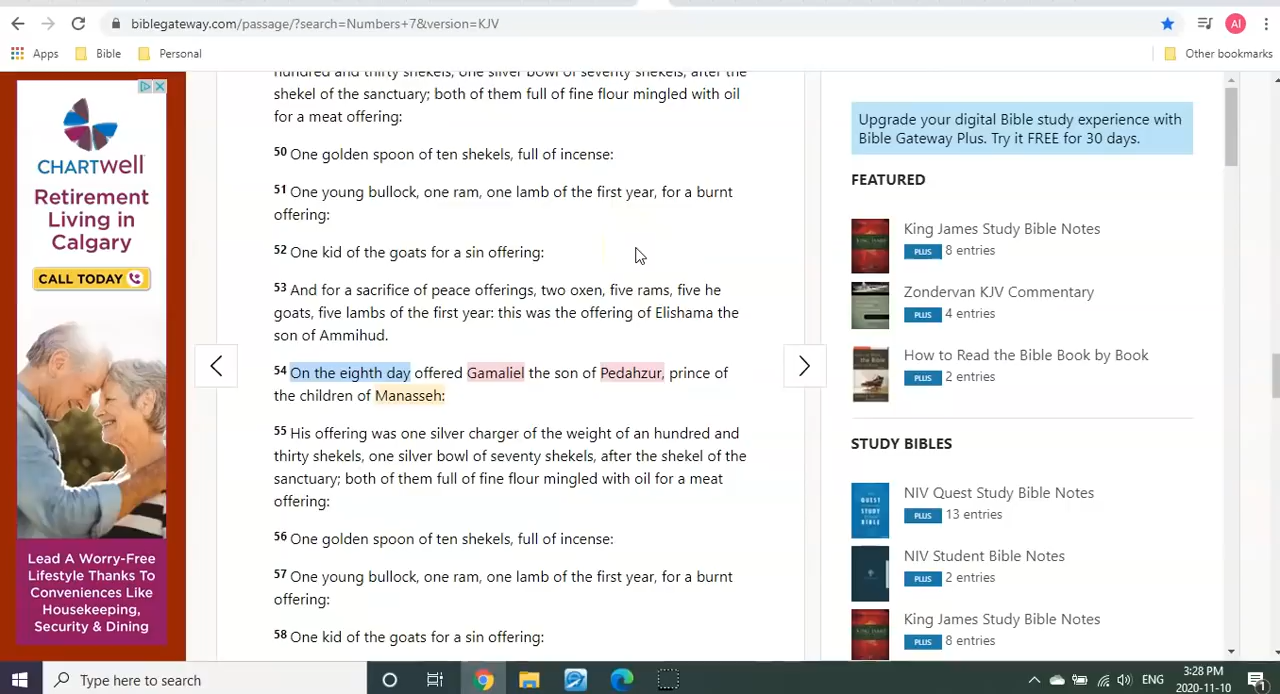 biblegateway.com/passage/?search=Numbers+7&version=KJV
AI
Apps
Bible
Personal
Other bookmarks
CHARTWELL
Retirement
Living in
Calgary
CALL TODAY
Lead A Worry-Free
Lifestyle Thanks To
Conveniences Like
Housekeeping,
Security & Dining
hundred and thirty shekels, one silver bowl of seventy shekels, after the
shekel of the sanctuary; both of them full of fine flour mingled with oil
for a meat offering:
50 One golden spoon of ten shekels, full of incense:
51 One young bullock, one ram, one lamb of the first year, for a burnt
offering:
52 One kid of the goats for a sin offering:
53 And for a sacrifice of peace offerings, two oxen, five rams, five he
goats, five lambs of the first year: this was the offering of Elishama the
son of Ammihud.
54 On the eighth day offered Gamaliel the son of Pedahzur, prince of
the children of Manasseh:
55 His offering was one silver charger of the weight of an hundred and
thirty shekels, one silver bowl of seventy shekels, after the shekel of the
sanctuary; both of them full of fine flour mingled with oil for a meat
offering:
56 One golden spoon of ten shekels, full of incense:
57 One young bullock, one ram, one lamb of the first year, for a burnt
offering:
58 One kid of the goats for a sin offering:
Upgrade your digital Bible study experience with
Bible Gateway Plus. Try it FREE for 30 days.
FEATURED
King James Study Bible Notes
PLUS 8 entries
Zondervan KJV Commentary
PLUS 4 entries
How to Read the Bible Book by Book
PLUS 2 entries
STUDY BIBLES
QUEST
STUDY
BIBLE
NIV Quest Study Bible Notes
PLUS 13 entries
NIV Student Bible Notes
PLUS 2 entries
King James Study Bible Notes
PLUS 8 entries
Type here to search
ENG
3:28 PM
2020-11-10
1